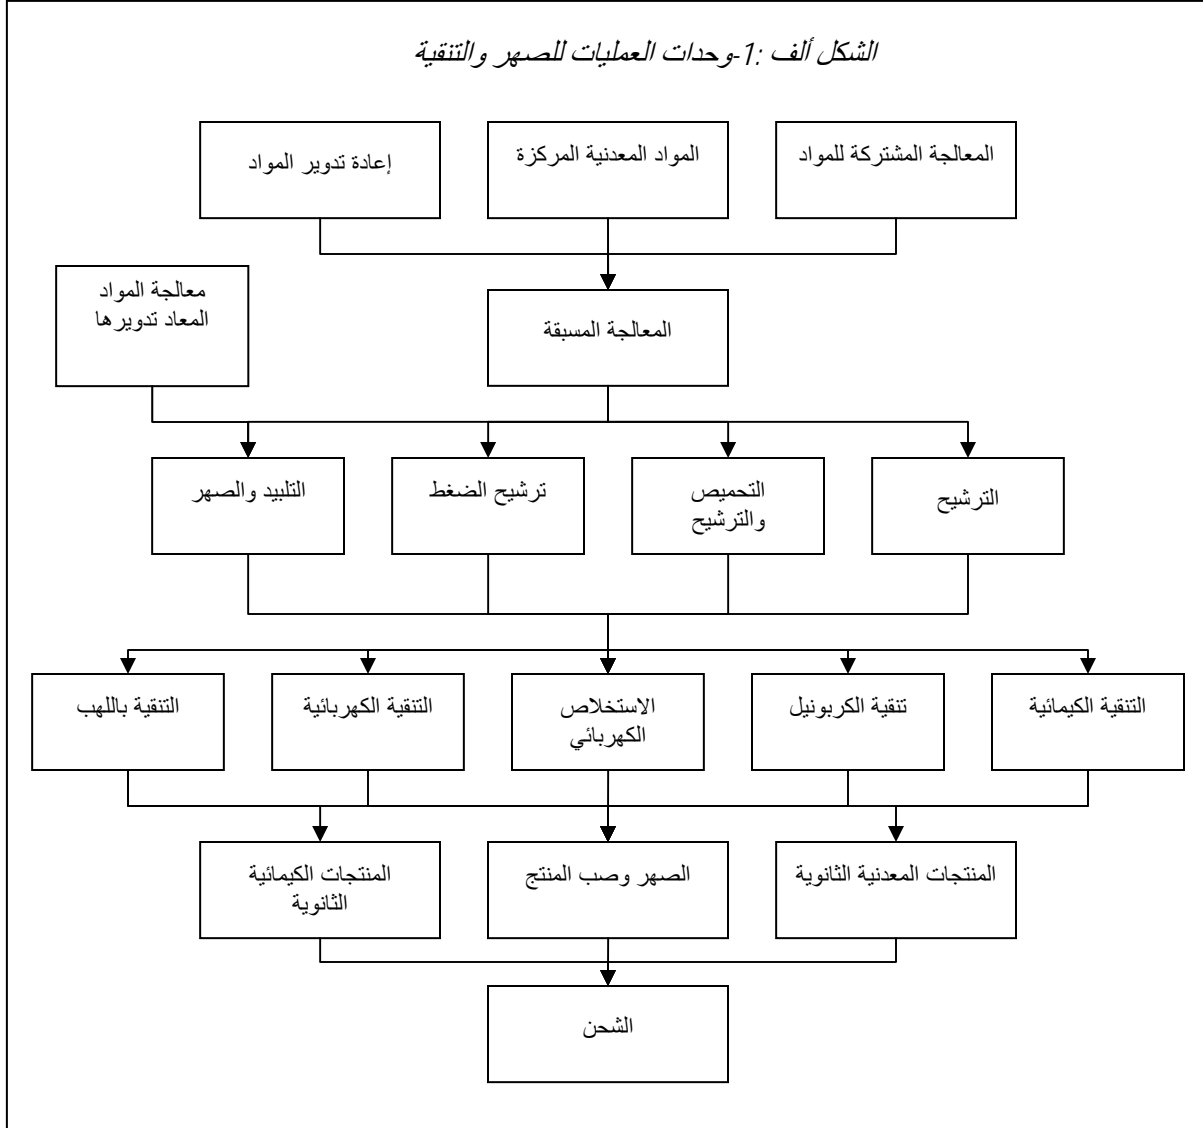 الشكل ألف :1-وحدات العمليات للصهر والتنقية
المعالجة المشتركة للمواد
المواد المعدنية المركزة
إعادة تدوير المواد
معالجة المواد
المعاد تدويرها
المعالجة المسبقة
الترشيح
التحميص
والترشيح
ترشيح الضغط
التلبيد والصهر
التنقية الكيمائية
تنقية الكربونيل
الاستخلاص
الكهربائي
التنقية الكهربائية
التنقية باللهب
المنتجات المعدنية الثانوية
الصهر وصب المنتج
المنتجات الكيمائية
الثانوية
الشحن